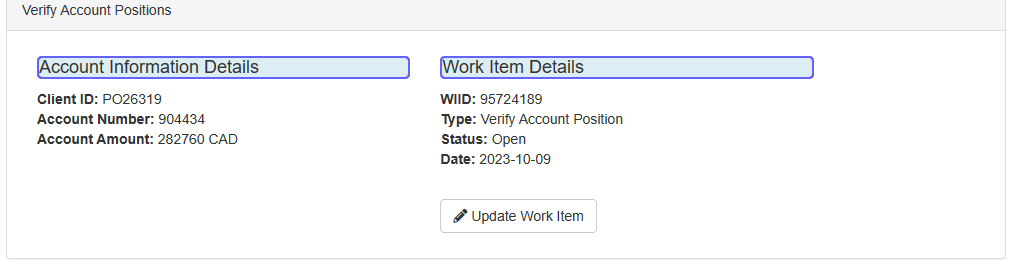 Verify Account Positions
Account Information Details
Client ID: PO26319
Account Number: 904434
Account Amount: 282760 CAD
Work Item Details
WIID: 95724189
Type: Verify Account Position
Status: Open
Date: 2023-10-09
Update Work Item